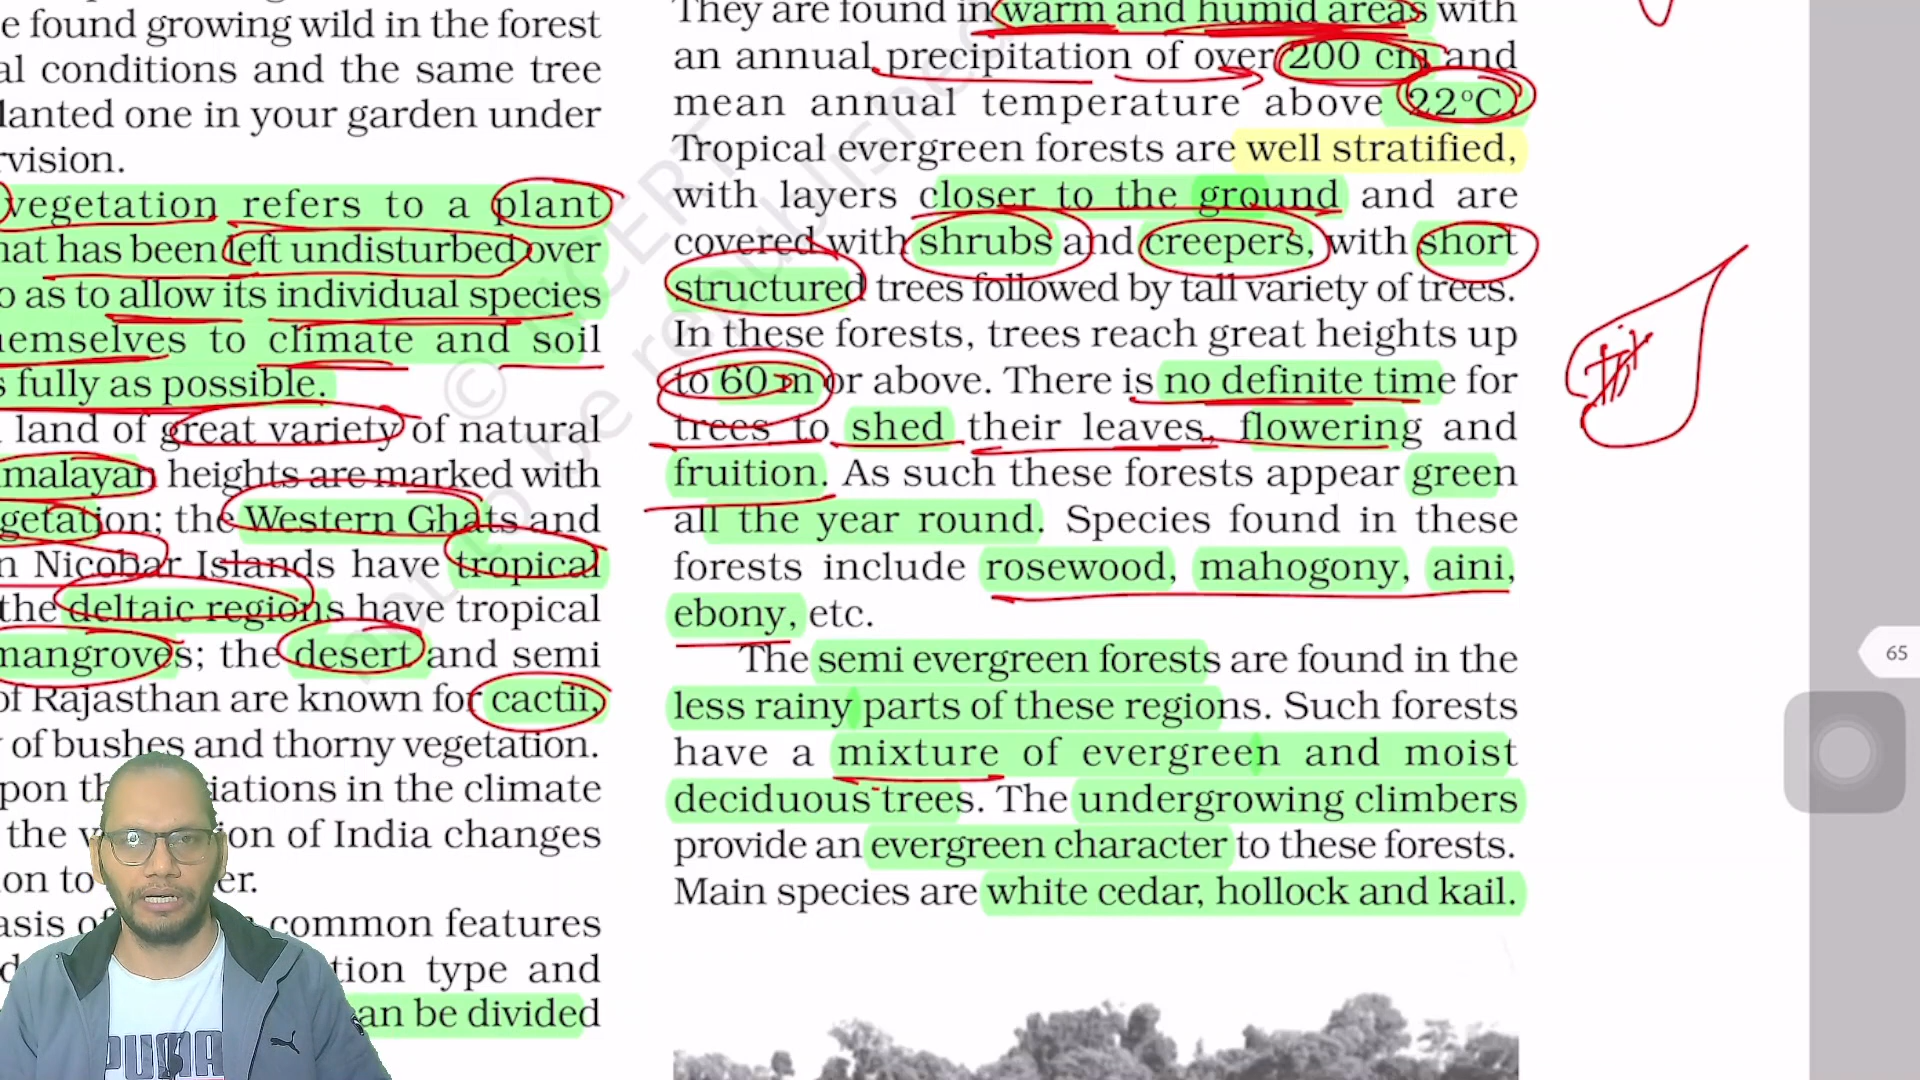 e found growing wild in the forest
al conditions and the same tree
lanted one in your garden under
rvision.
vegetation refers to a plant
hat has been left undisturbed over
o as to allow its individual species
hemselves to climate and soil
s fully as possible.
land of great variety of natural
malayan heights are marked with
getation; the Western Ghats and
n Nicobar Islands have tropical
the deltaic regions have tropical
mangroves; the desert and semi
of Rajasthan are known for cactii,
of bushes and thorny vegetation.
pon th iations in the climate
the v ion of India changes
on to er.
asis of common features
tion type and
an be divided
They are found in warm and humid areas with
an annual precipitation of over 200 cm and
mean annual temperature above 22°C.
Tropical evergreen forests are well stratified,
with layers closer to the ground and are
covered with shrubs and creepers, with short
structured trees followed by tall variety of trees.
In these forests, trees reach great heights up
to 60 m or above. There is no definite time for
trees to shed their leaves, flowering and
fruition. As such these forests appear green
all the year round. Species found in these
forests include rosewood, mahogony, aini,
ebony, etc.
The semi evergreen forests are found in the
less rainy parts of these regions. Such forests
have a mixture of evergreen and moist
deciduous trees. The undergrowing climbers
provide an evergreen character to these forests.
Main species are white cedar, hollock and kail.
65
© NCERT
not to be republished
PUMA